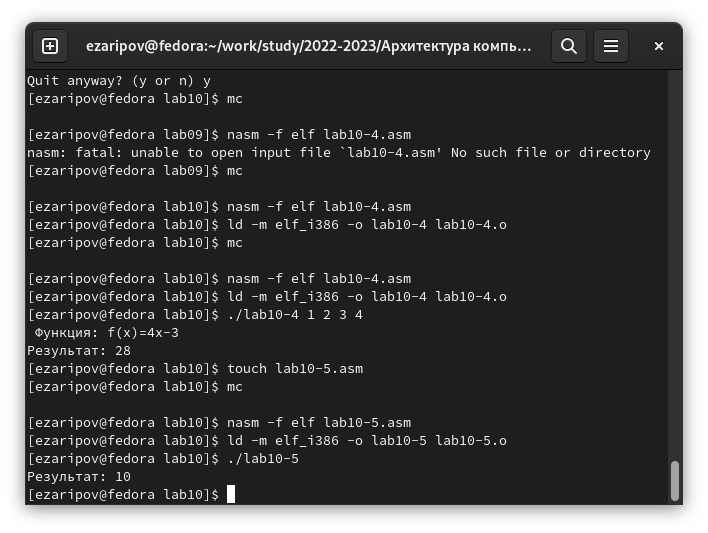 ezaripov@fedora:~/work/study/2022-2023/Архитектура компь...
Quit anyway? (y or n) y
[ezaripov@fedora lab10]$ mc
[ezaripov@fedora lab09]$ nasm -f elf lab10-4.asm
nasm: fatal: unable to open input file `lab10-4.asm' No such file or directory
[ezaripov@fedora lab09]$ mc
[ezaripov@fedora lab10]$ nasm -f elf lab10-4.asm
[ezaripov@fedora lab10]$ ld -m elf_i386 -o lab10-4 lab10-4.o
[ezaripov@fedora lab10]$ mc
[ezaripov@fedora lab10]$ nasm -f elf lab10-4.asm
[ezaripov@fedora lab10]$ ld -m elf_i386 -o lab10-4 lab10-4.o
[ezaripov@fedora lab10]$ ./lab10-4 1 2 3 4
Функция: f(x)=4x-3
Результат: 28
[ezaripov@fedora lab10]$ touch lab10-5.asm
[ezaripov@fedora lab10]$ mc
[ezaripov@fedora lab10]$ nasm -f elf lab10-5.asm
[ezaripov@fedora lab10]$ ld -m elf_i386 -o lab10-5 lab10-5.o
[ezaripov@fedora lab10]$ ./lab10-5
Результат: 10
[ezaripov@fedora lab10]$